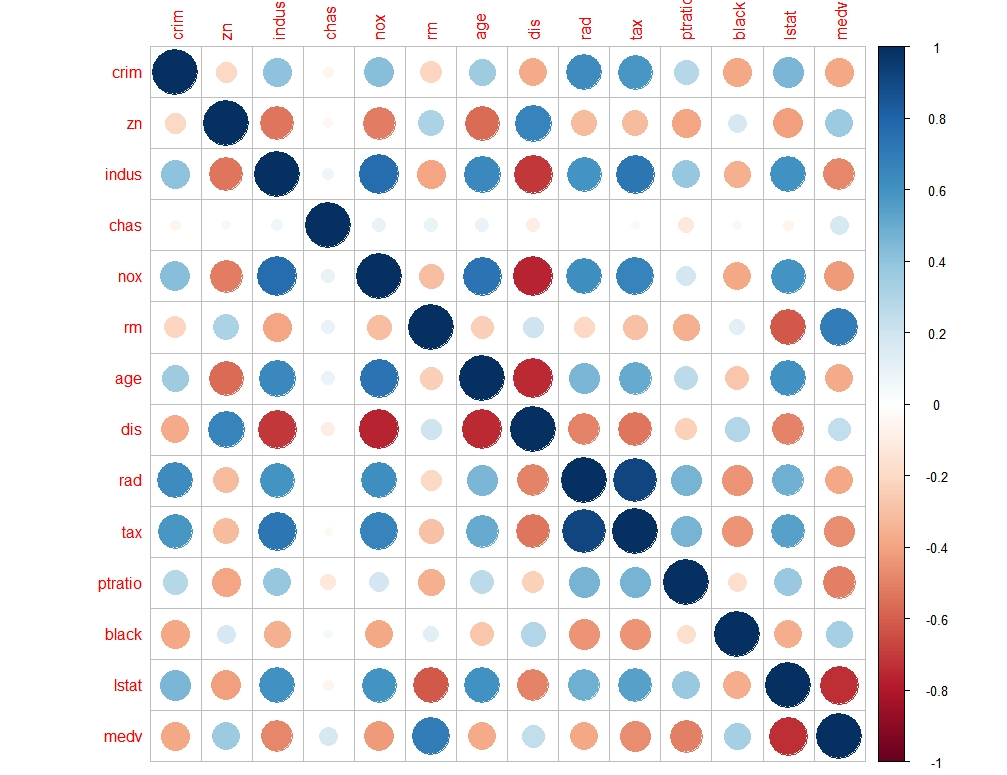 crim zn indus chas nox rm age dis rad tax ptratio black lstat medv
crim
zn
indus
chas
nox
rm
age
dis
rad
tax
ptratio
black
lstat
medv
1
0.8
0.6
0.4
0.2
0
-0.2
-0.4
-0.6
-0.8
-1